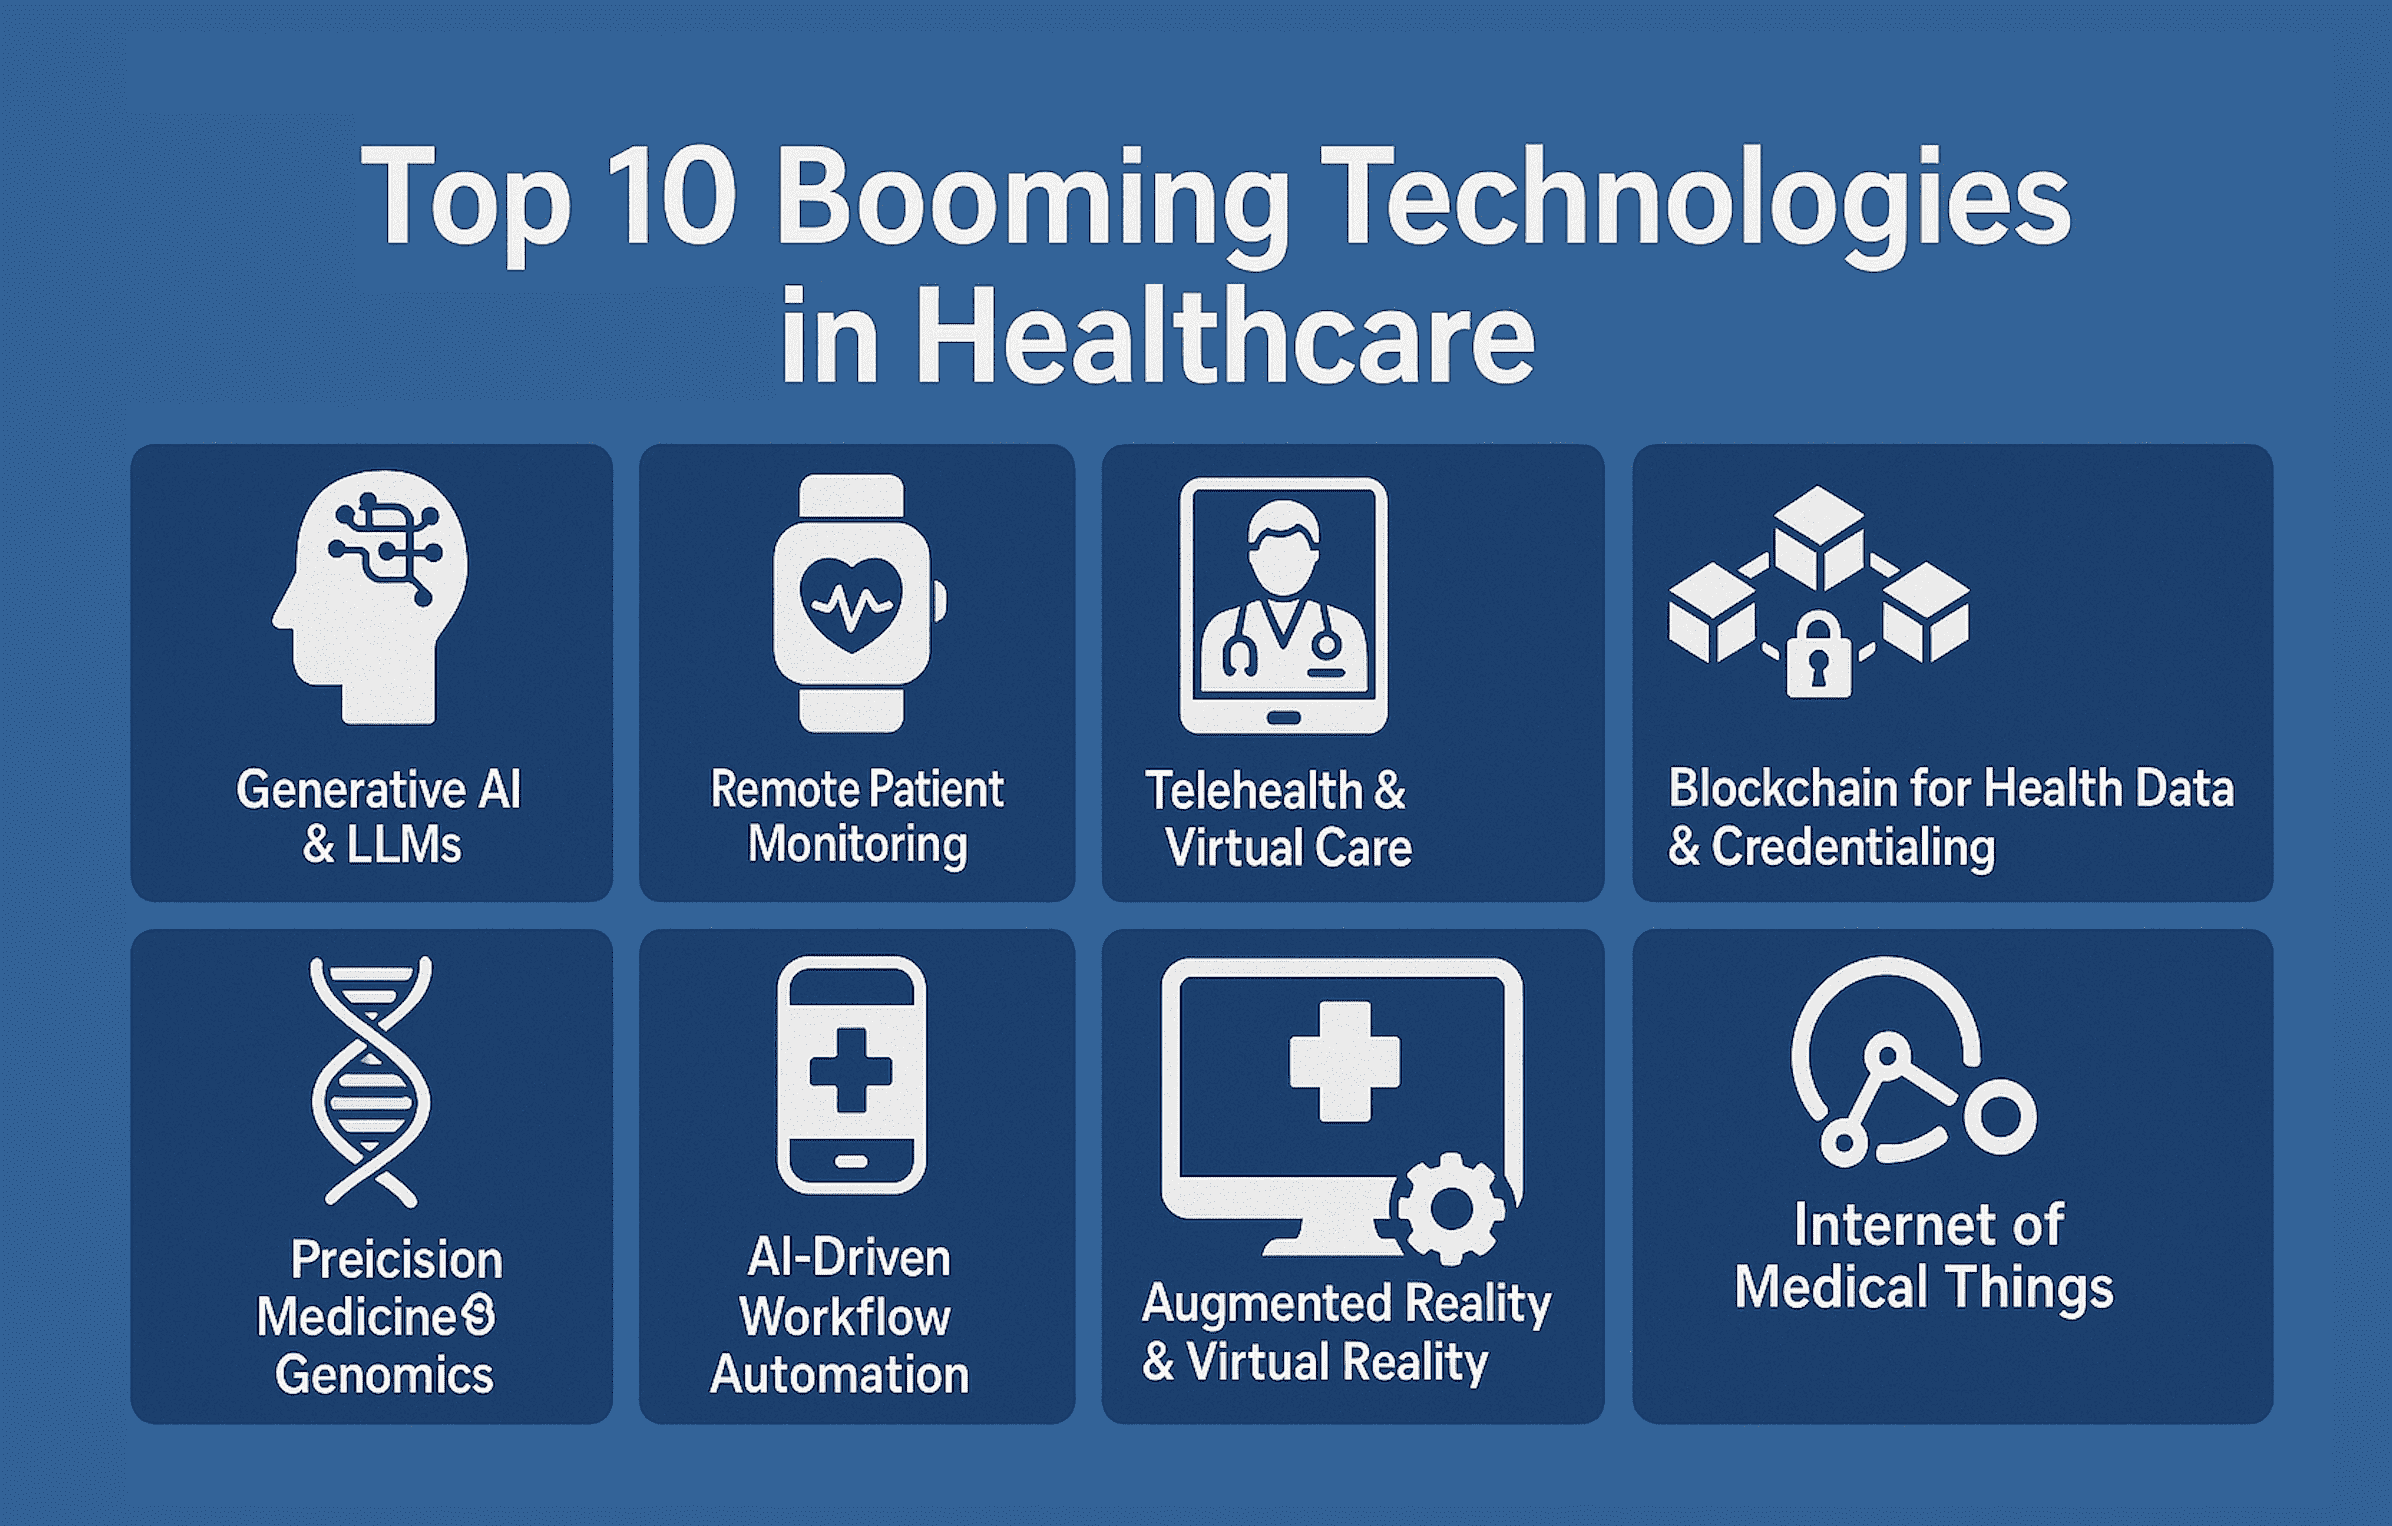 Top 10 Booming Technologies
in Healthcare
Generative AI
& LLMs
Remote Patient
Monitoring
Telehealth &
Virtual Care
Blockchain for Health Data
& Credentialing
Preicision
Medicine
Genomics
AI-Driven
Workflow
Automation
Augmented Reality
& Virtual Reality
Internet of
Medical Things